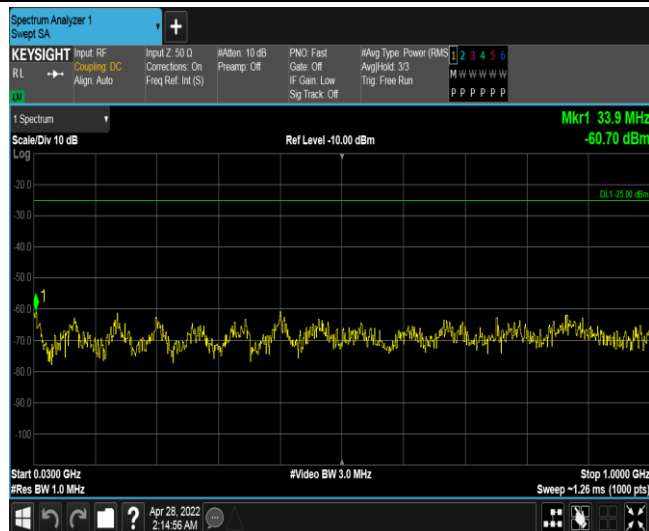 Spectrum Analyzer 1
Swept SA
+
KEYSIGHT Input: RF Input Z: 50 Ω #Atten: 10 dB PNO: Fast #Avg Type: Power (RMS 1 2 3 4 5 6
RL Coupling: DC Corrections: On Preamp: Off Gate: Off Avg|Hold: 3/3 M W W W W W
Align: Auto Freq Ref: Int (S) IF Gain: Low Trig: Free Run
Sig Track: Off P P P P P P
1 Spectrum Mkr1 33.9 MHz
Scale/Div 10 dB Ref Level -10.00 dBm -60.70 dBm
Log
-20.0
DL1 -25.00 dBm
-30.0
-40.0
-50.0
1
-60.0
-70.0
-80.0
-90.0
-100
Start 0.0300 GHz #Video BW 3.0 MHz Stop 1.0000 GHz
#Res BW 1.0 MHz Sweep ~1.26 ms (1000 pts)
? Apr 28, 2022
2:14:56 AM